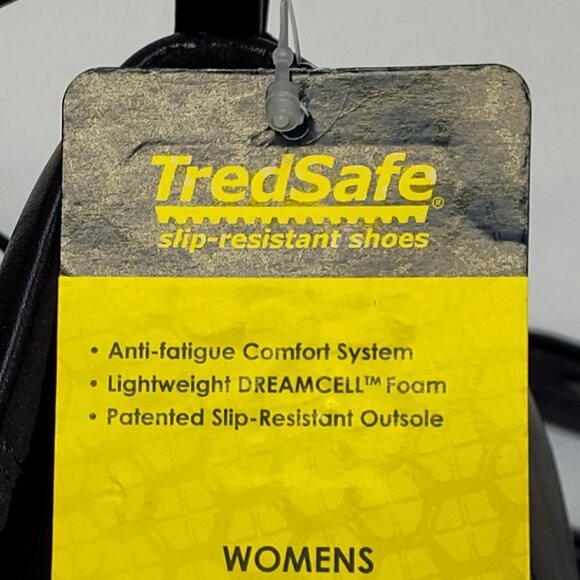 TredSafe®
slip-resistant shoes
• Anti-fatigue Comfort System
• Lightweight DREAMCELL™ Foam
• Patented Slip-Resistant Outsole
WOMENS